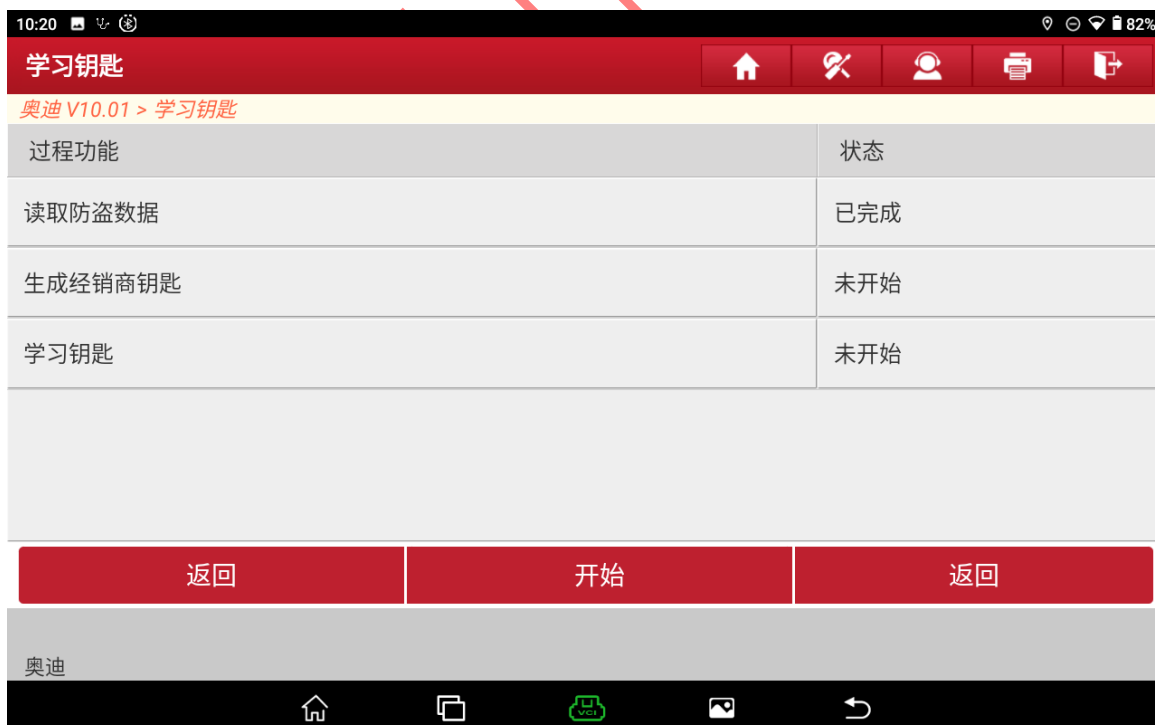 10:20 82%
学习钥匙
奥迪 V10.01 > 学习钥匙
过程功能 状态
读取防盗数据 已完成
生成经销商钥匙 未开始
学习钥匙 未开始
返回 开始 返回
奥迪
VCI